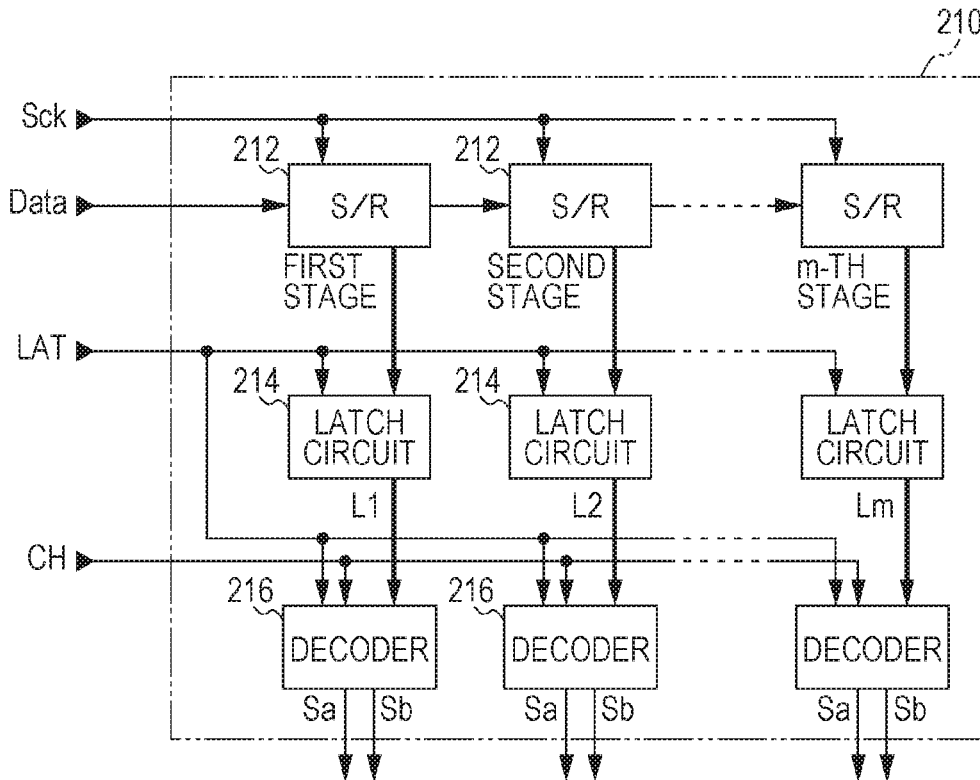 210
Sck
212
212
Data
S/R
S/R
S/R
FIRST
STAGE
SECOND
STAGE
m-TH
STAGE
LAT
214
214
LATCH
CIRCUIT
LATCH
CIRCUIT
LATCH
CIRCUIT
L1
L2
Lm
CH
216
216
DECODER
DECODER
DECODER
Sa
Sb
Sa
Sb
Sa
Sb